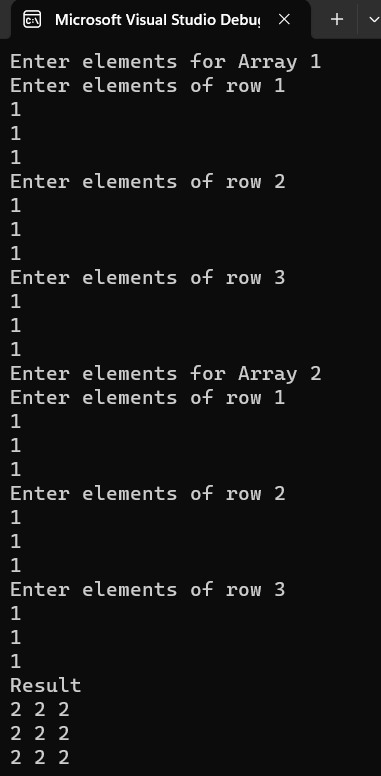 Microsoft Visual Studio Debu
Enter elements for Array 1
Enter elements of row 1
1
1
1
Enter elements of row 2
1
1
1
Enter elements of row 3
1
1
1
Enter elements for Array 2
Enter elements of row 1
1
1
1
Enter elements of row 2
1
1
1
Enter elements of row 3
1
1
1
Result
2 2 2
2 2 2
2 2 2